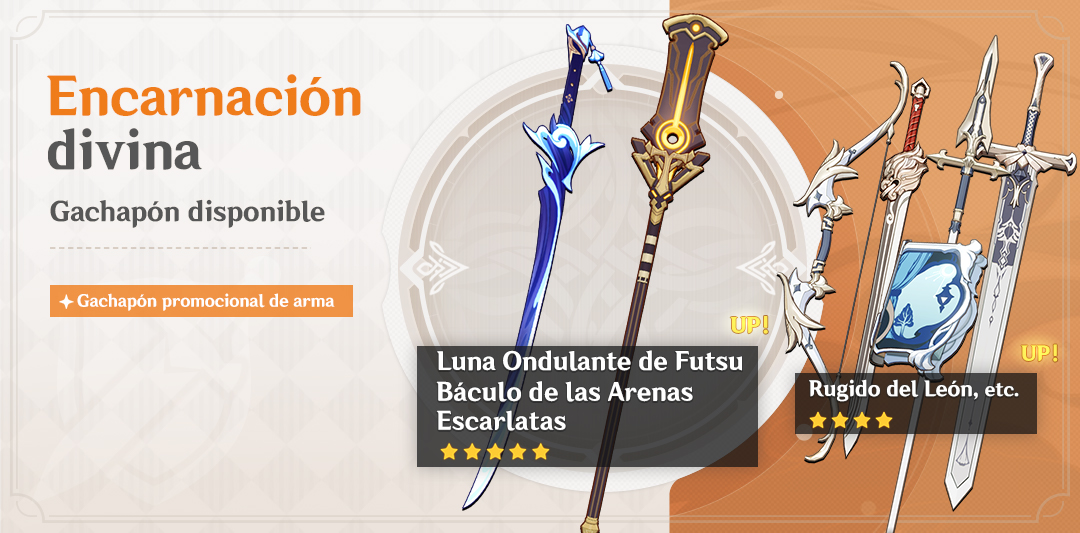 Encarnación
divina
Gachapón disponible
Gachapón promocional de arma
UP!
Luna Ondulante de Futsu
Báculo de las Arenas
Escarlatas
UP!
Rugido del León, etc.